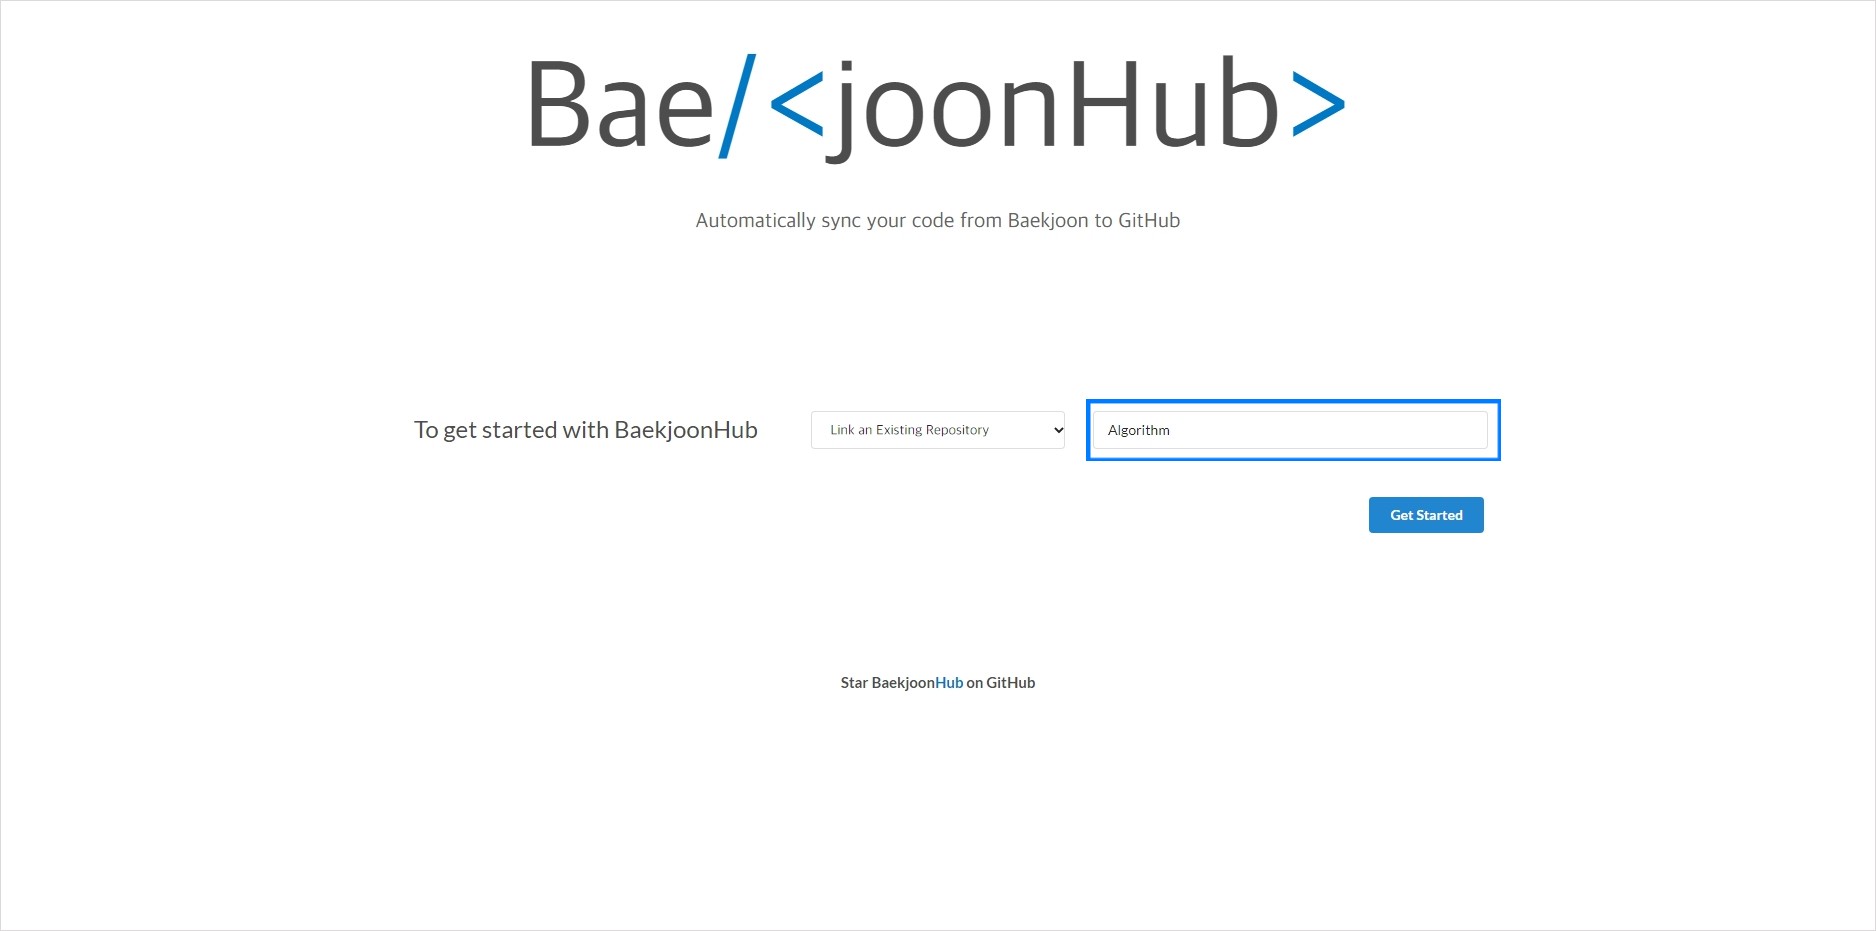 Bae/<joonHub>
Automatically sync your code from Baekjoon to GitHub
To get started with BaekjoonHub
Link an Existing Repository
Algorithm
Get Started
Star BaekjoonHub on GitHub